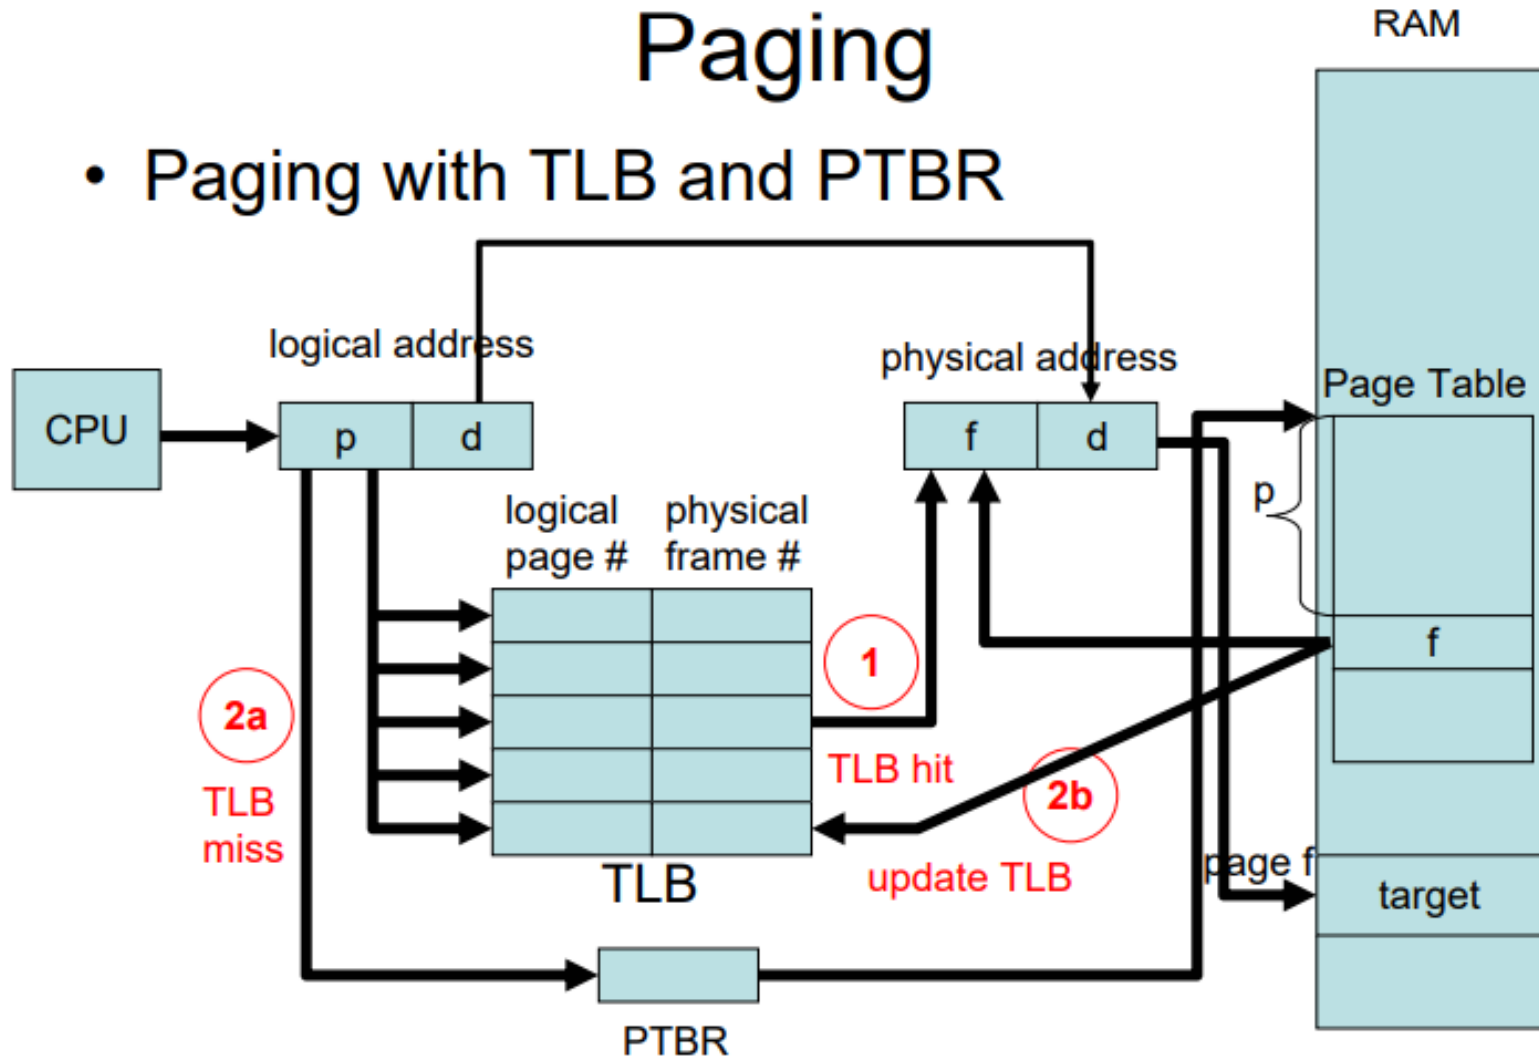 Paging
RAM
• Paging with TLB and PTBR
logical address
physical address
Page Table
CPU
p
d
f
d
p
logical
page #
physical
frame #
f
1
2a
TLB hit
2b
TLB
miss
update TLB
page f
target
TLB
PTBR